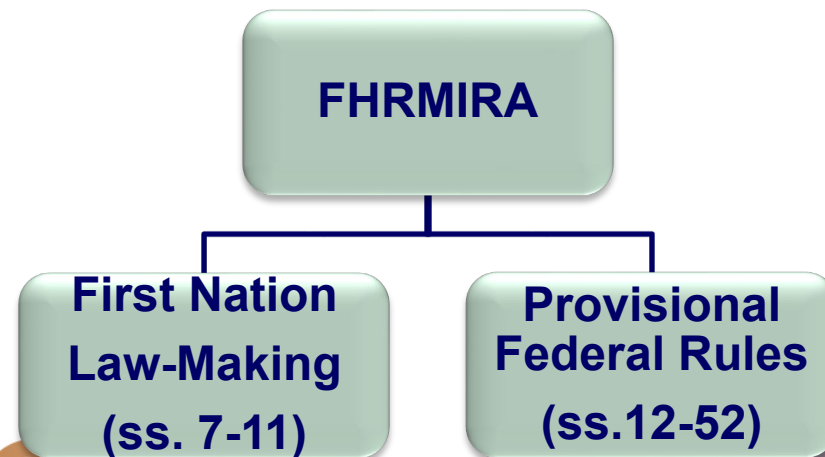 FHRMIRA
First Nation
Law-Making
(ss. 7-11)
Provisional
Federal Rules
(ss.12-52)